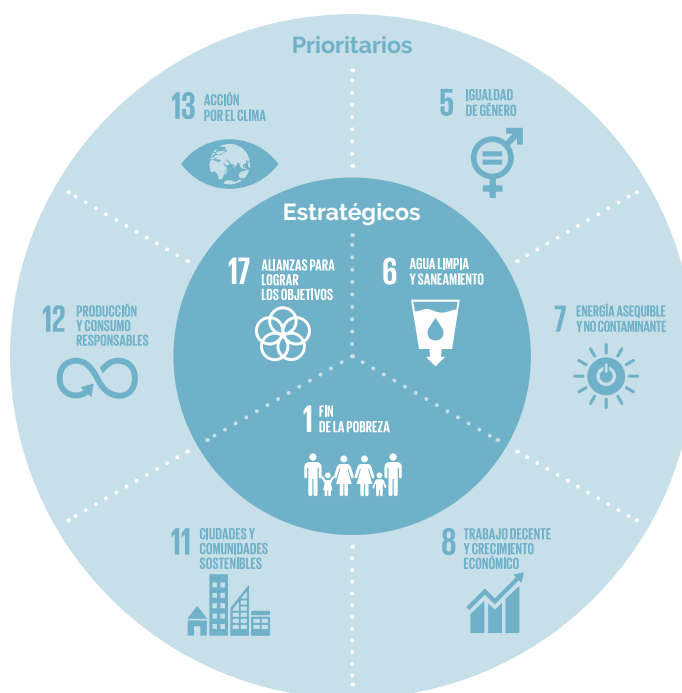 Prioritarios
13 ACCIÓN
POR EL CLIMA
5 IGUALDAD
DE GÉNERO
Estratégicos
17 ALIANZAS PARA
LOGRAR
LOS OBJETIVOS
6 AGUA LIMPIA
Y SANEAMIENTO
12 PRODUCCIÓN
Y CONSUMO
RESPONSABLES
7 ENERGÍA ASEQUIBLE
Y NO CONTAMINANTE
1 FIN
DE LA POBREZA
11 CIUDADES Y
COMUNIDADES
SOSTENIBLES
8 TRABAJO DECENTE
Y CRECIMIENTO
ECONÓMICO